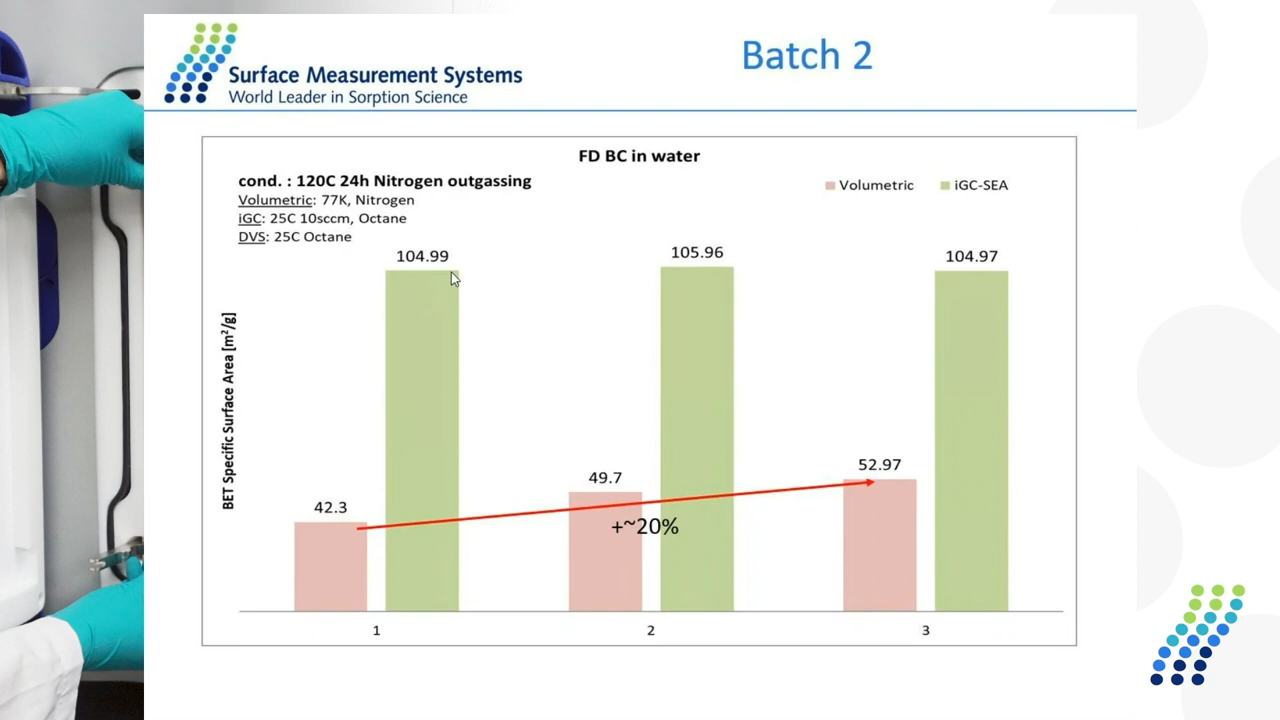 Surface Measurement Systems
World Leader in Sorption Science
Batch 2
FD BC in water
cond. : 120C 24h Nitrogen outgassing
Volumetric: 77K, Nitrogen
iGC: 25C 10sccm, Octane
DVS: 25C Octane
Volumetric iGC-SEA
104.99
105.96
104.97
BET Specific Surface Area [m²/g]
42.3
49.7
52.97
+~20%
1 2 3